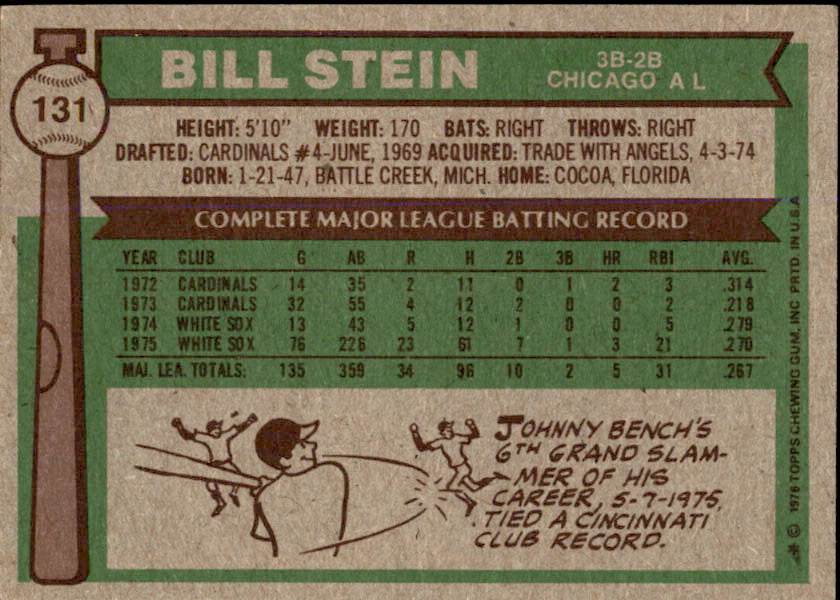 131
BILL STEIN
3B-2B
CHICAGO A L
HEIGHT: 5'10" WEIGHT: 170 BATS: RIGHT THROWS: RIGHT
DRAFTED: CARDINALS #4-JUNE, 1969 ACQUIRED: TRADE WITH ANGELS, 4-3-74
BORN: 1-21-47, BATTLE CREEK, MICH. HOME: COCOA, FLORIDA
COMPLETE MAJOR LEAGUE BATTING RECORD
YEAR CLUB G AB R H 2B 3B HR RBI AVG.
1972 CARDINALS 14 35 2 11 0 1 2 3 .314
1973 CARDINALS 32 55 4 12 2 0 0 2 .218
1974 WHITE SOX 13 43 5 12 1 0 0 5 .279
1975 WHITE SOX 76 226 23 61 7 1 3 21 .270
MAJ. LEA. TOTALS: 135 359 34 96 10 2 5 31 .267
JOHNNY BENCH'S
6TH GRAND SLAM-
MER OF HIS
CAREER, 5-7-1975,
TIED A CINCINNATI
CLUB RECORD.
* © 1976 TOPPS CHEWING GUM, INC PRTD. IN U.S.A